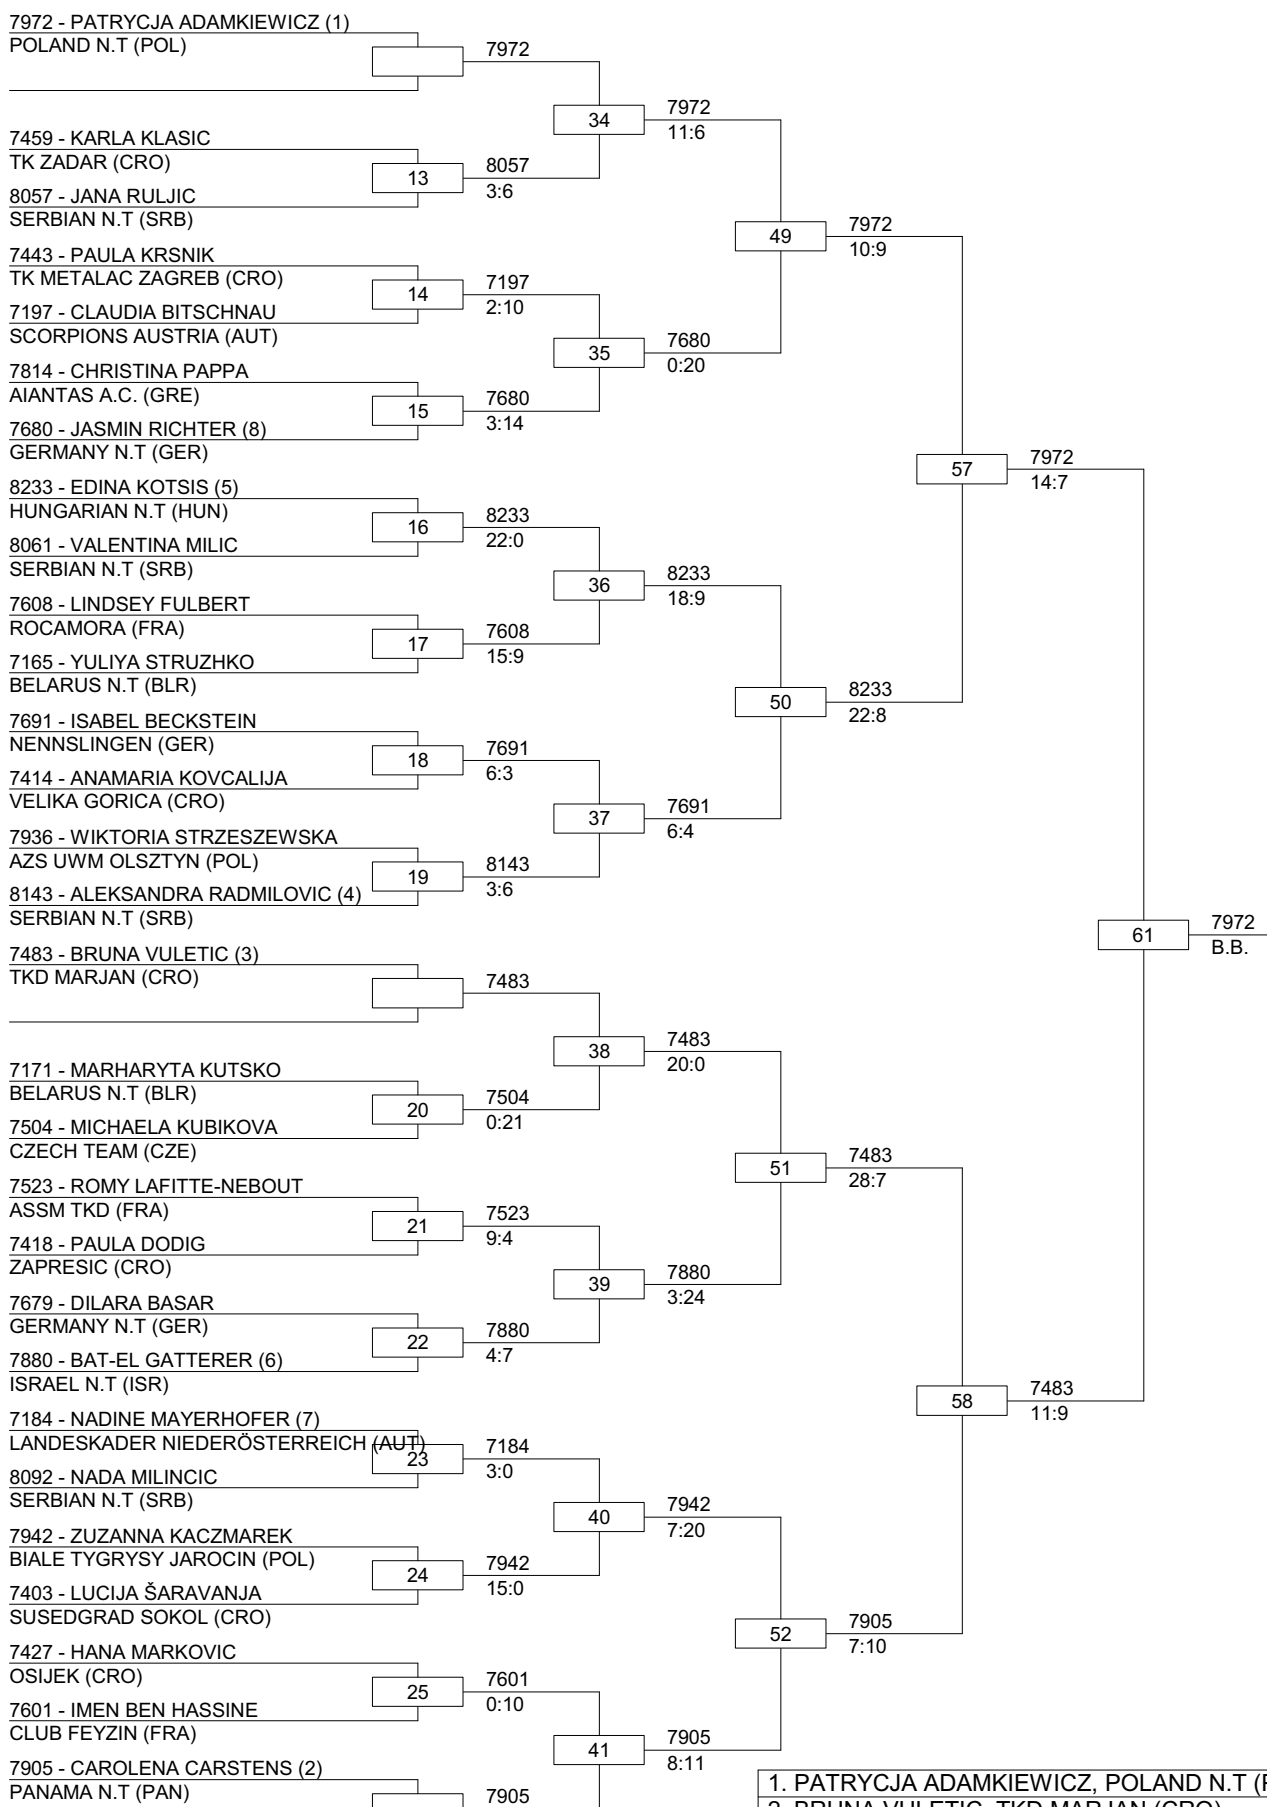 7972 - PATRYCJA ADAMKIEWICZ (1)
POLAND N.T (POL)
7459 - KARLA KLASIC
TK ZADAR (CRO)
8057 - JANA RULJIC
SERBIAN N.T (SRB)
7443 - PAULA KRSNIK
TK METALAC ZAGREB (CRO)
7197 - CLAUDIA BITSCHNAU
SCORPIONS AUSTRIA (AUT)
7814 - CHRISTINA PAPPA
AIANTAS A.C. (GRE)
7680 - JASMIN RICHTER (8)
GERMANY N.T (GER)
8233 - EDINA KOTSIS (5)
HUNGARIAN N.T (HUN)
8061 - VALENTINA MILIC
SERBIAN N.T (SRB)
7608 - LINDSEY FULBERT
ROCAMORA (FRA)
7165 - YULIYA STRUZHKO
BELARUS N.T (BLR)
7691 - ISABEL BECKSTEIN
NENNSLINGEN (GER)
7414 - ANAMARIA KOVCALIJA
VELIKA GORICA (CRO)
7936 - WIKTORIA STRZESZEWSKA
AZS UWM OLSZTYN (POL)
8143 - ALEKSANDRA RADMILOVIC (4)
SERBIAN N.T (SRB)
7483 - BRUNA VULETIC (3)
TKD MARJAN (CRO)
7171 - MARHARYTA KUTSKO
BELARUS N.T (BLR)
7504 - MICHAELA KUBIKOVA
CZECH TEAM (CZE)
7523 - ROMY LAFITTE-NEBOUT
ASSM TKD (FRA)
7418 - PAULA DODIG
ZAPRESIC (CRO)
7679 - DILARA BASAR
GERMANY N.T (GER)
7880 - BAT-EL GATTERER (6)
ISRAEL N.T (ISR)
7184 - NADINE MAYERHOFER (7)
LANDESKADER NIEDERÖSTERREICH (AUT)
8092 - NADA MILINCIC
SERBIAN N.T (SRB)
7942 - ZUZANNA KACZMAREK
BIALE TYGRYSY JAROCIN (POL)
7403 - LUCIJA ŠARAVANJA
SUSEDGRAD SOKOL (CRO)
7427 - HANA MARKOVIC
OSIJEK (CRO)
7601 - IMEN BEN HASSINE
CLUB FEYZIN (FRA)
7905 - CAROLENA CARSTENS (2)
PANAMA N.T (PAN)
7972
13
8057
3:6
14
7197
2:10
15
7680
3:14
16
8233
22:0
17
7608
15:9
18
7691
6:3
19
8143
3:6
7483
20
7504
0:21
21
7523
9:4
22
7880
4:7
23
7184
3:0
24
7942
15:0
25
7601
0:10
7905
34
7972
11:6
35
7680
0:20
36
8233
18:9
37
7691
6:4
38
7483
20:0
39
7880
3:24
40
7942
7:20
41
7905
8:11
49
7972
10:9
50
8233
22:8
51
7483
28:7
52
7905
7:10
57
7972
14:7
58
7483
11:9
61
7972
B.B.
1. PATRYCJA ADAMKIEWICZ, POLAND N.T
2. BRUNA VULETIC, TKD MARJAN (CRO)